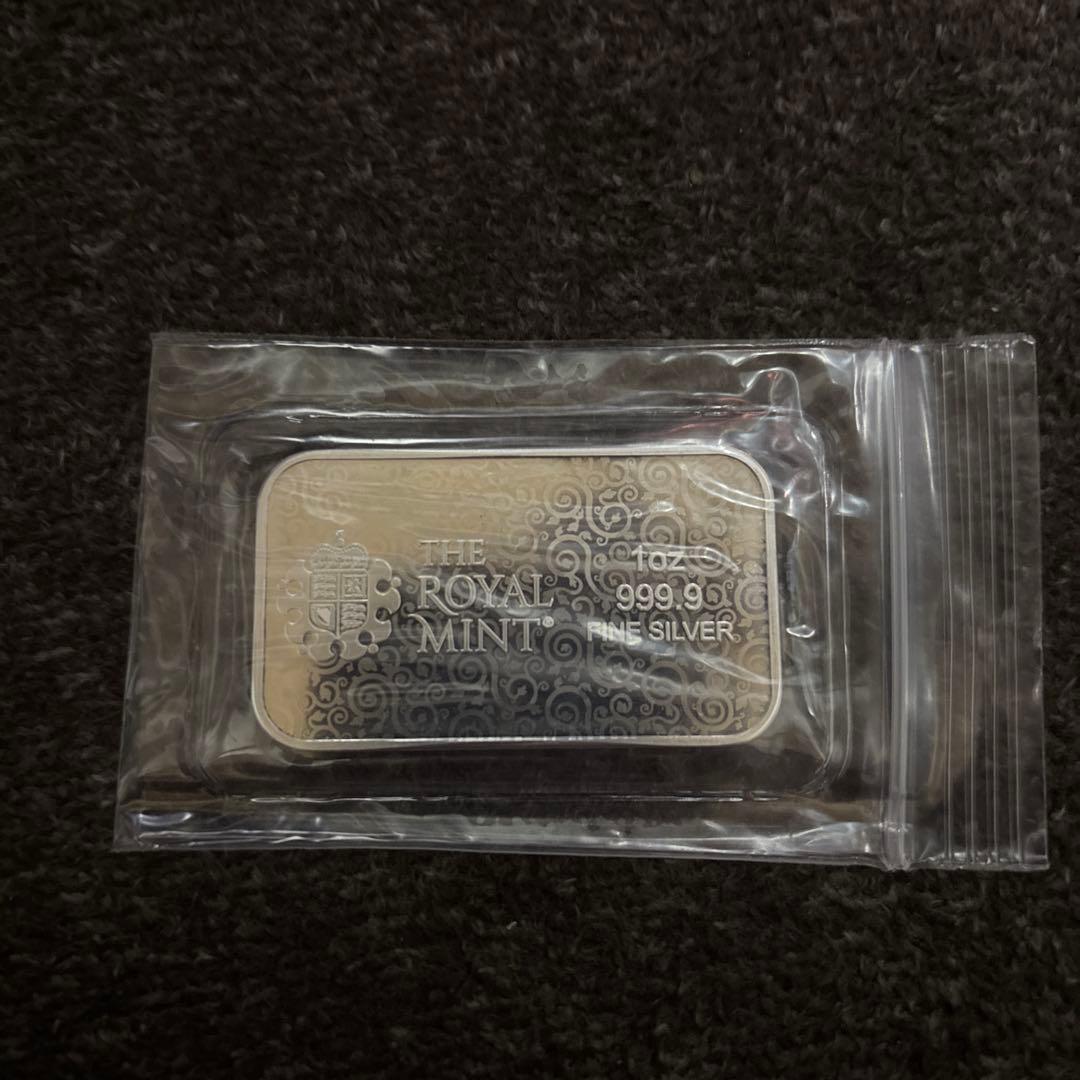 THE
ROYAL
MINT®
1oz
999.9
FINE SILVER